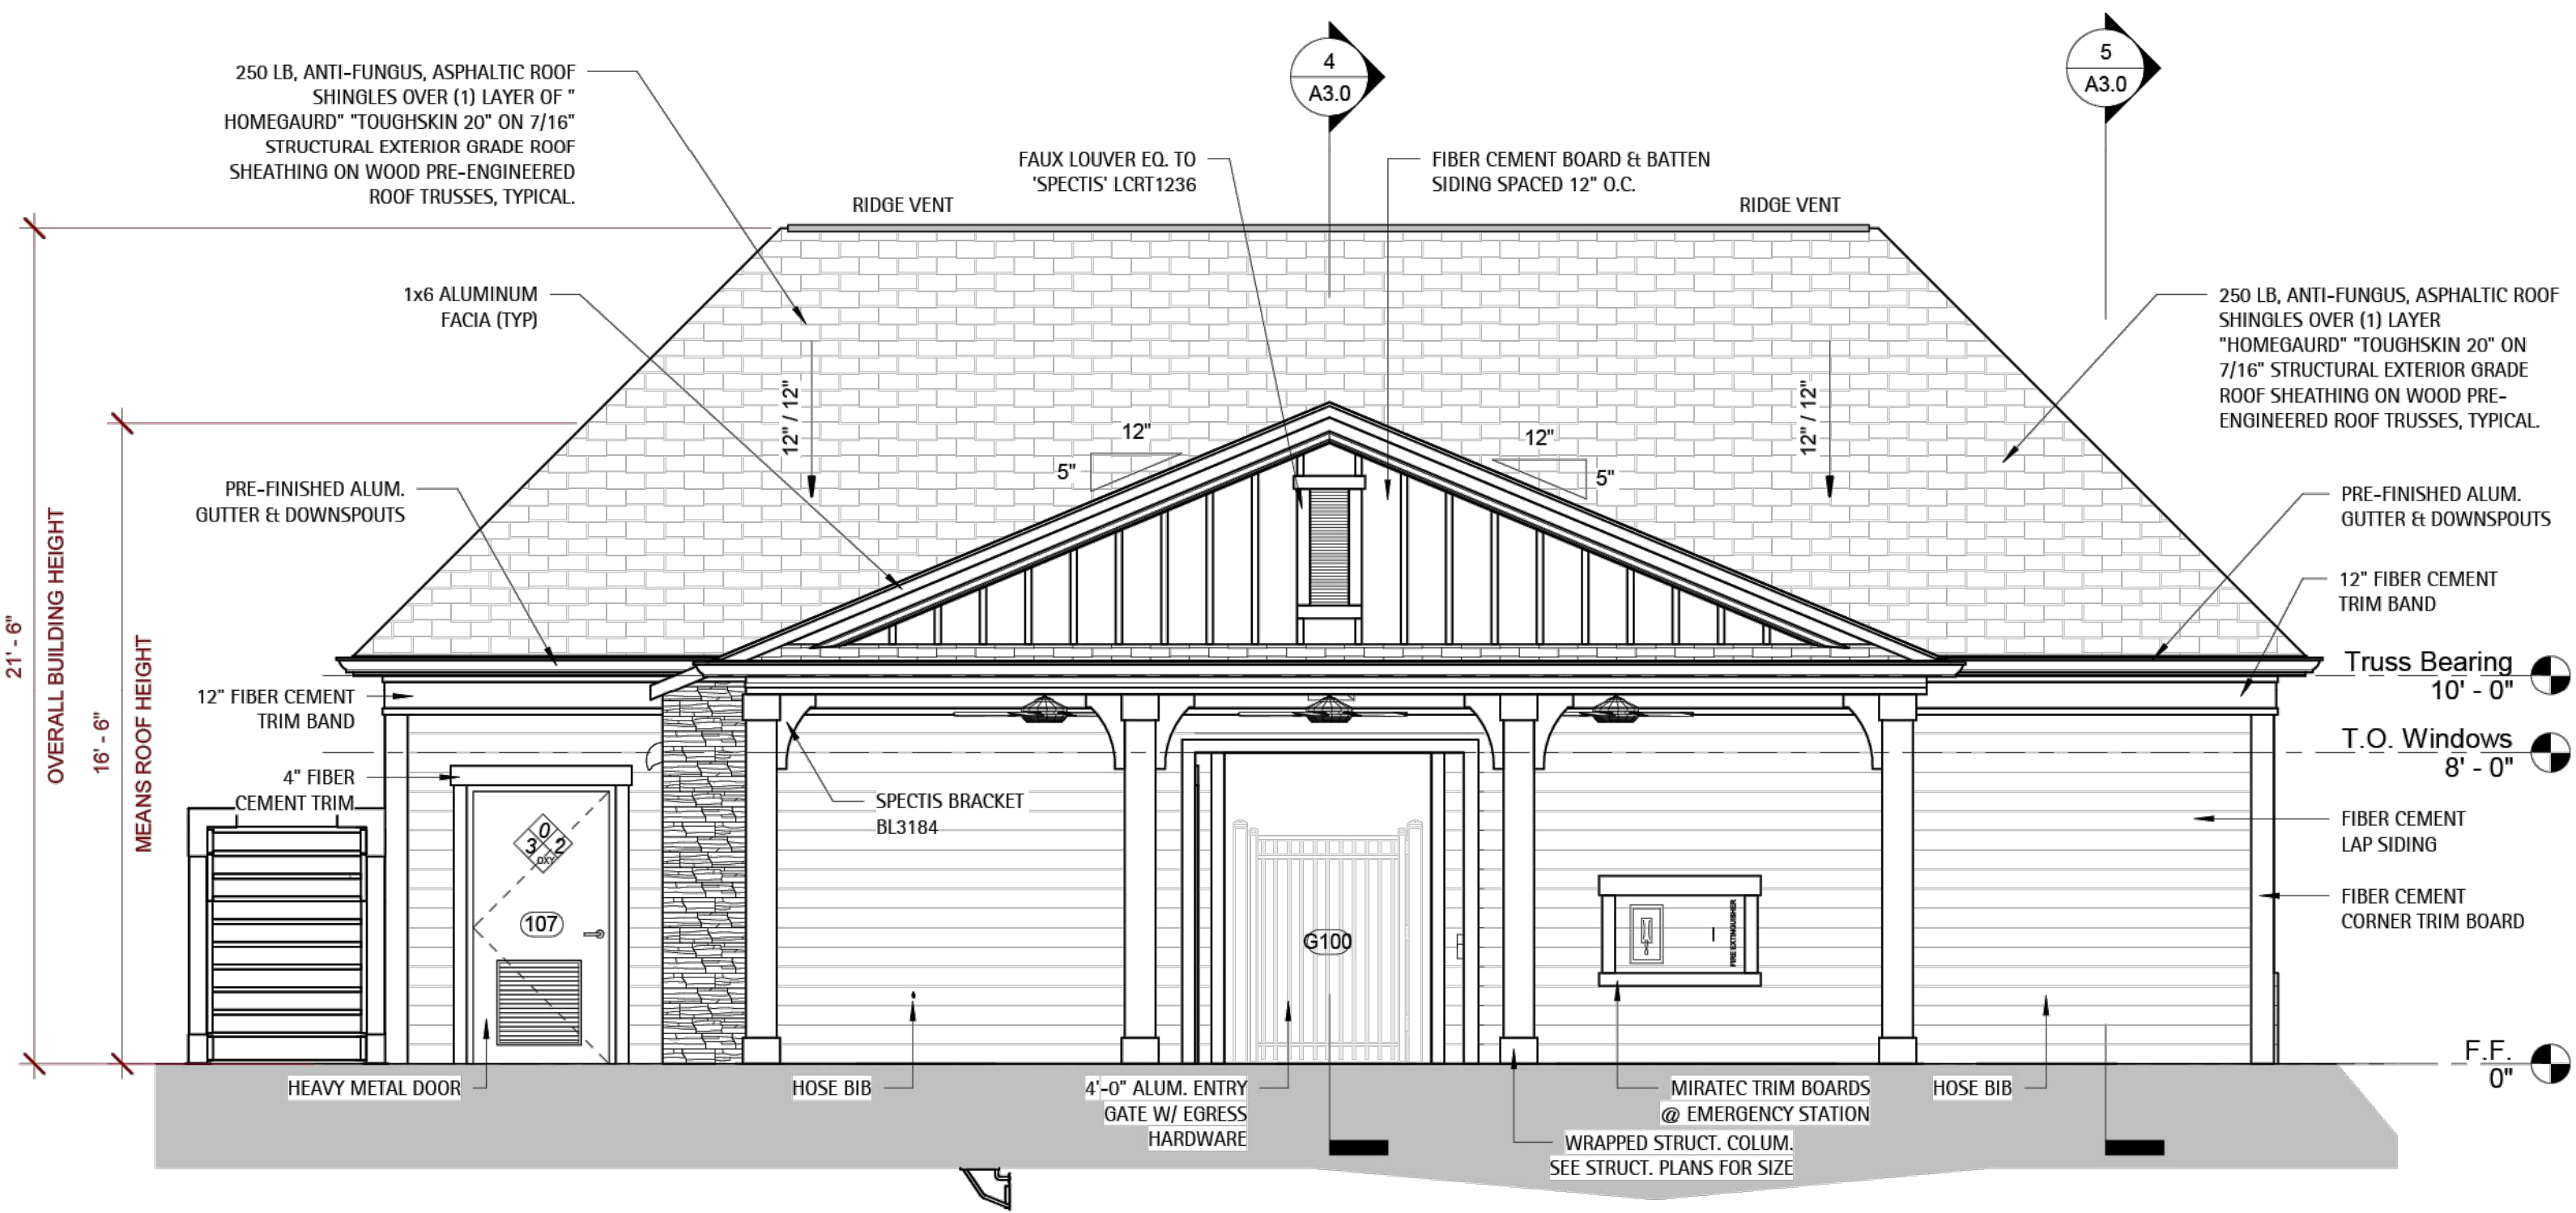 4
A3.0
5
A3.0
250 LB, ANTI-FUNGUS, ASPHALTIC ROOF
SHINGLES OVER (1) LAYER OF "
HOMEGAURD" "TOUGHSKIN 20" ON 7/16"
STRUCTURAL EXTERIOR GRADE ROOF
SHEATHING ON WOOD PRE-ENGINEERED
ROOF TRUSSES, TYPICAL.
FAUX LOUVER EQ. TO
'SPECTIS' LCRT1236
FIBER CEMENT BOARD & BATTEN
SIDING SPACED 12" O.C.
RIDGE VENT
RIDGE VENT
1x6 ALUMINUM
FACIA (TYP)
250 LB, ANTI-FUNGUS, ASPHALTIC ROOF
SHINGLES OVER (1) LAYER
"HOMEGAURD" "TOUGHSKIN 20" ON
7/16" STRUCTURAL EXTERIOR GRADE
ROOF SHEATHING ON WOOD PRE-
ENGINEERED ROOF TRUSSES, TYPICAL.
12" / 12"
12" / 12"
12"
5"
12"
5"
PRE-FINISHED ALUM.
GUTTER & DOWNSPOUTS
PRE-FINISHED ALUM.
GUTTER & DOWNSPOUTS
21' - 6"
OVERALL BUILDING HEIGHT
16' - 6"
MEANS ROOF HEIGHT
12" FIBER CEMENT
TRIM BAND
12" FIBER CEMENT
TRIM BAND
Truss Bearing
10' - 0"
T.O. Windows
8' - 0"
4" FIBER
CEMENT TRIM
SPECTIS BRACKET
BL3184
FIBER CEMENT
LAP SIDING
FIBER CEMENT
CORNER TRIM BOARD
0
3 2
OXY
107
G100
FIRE EXTINGUISHER
F.F.
0"
HEAVY METAL DOOR
HOSE BIB
4'-0" ALUM. ENTRY
GATE W/ EGRESS
HARDWARE
MIRATEC TRIM BOARDS
@ EMERGENCY STATION
HOSE BIB
WRAPPED STRUCT. COLUM.
SEE STRUCT. PLANS FOR SIZE